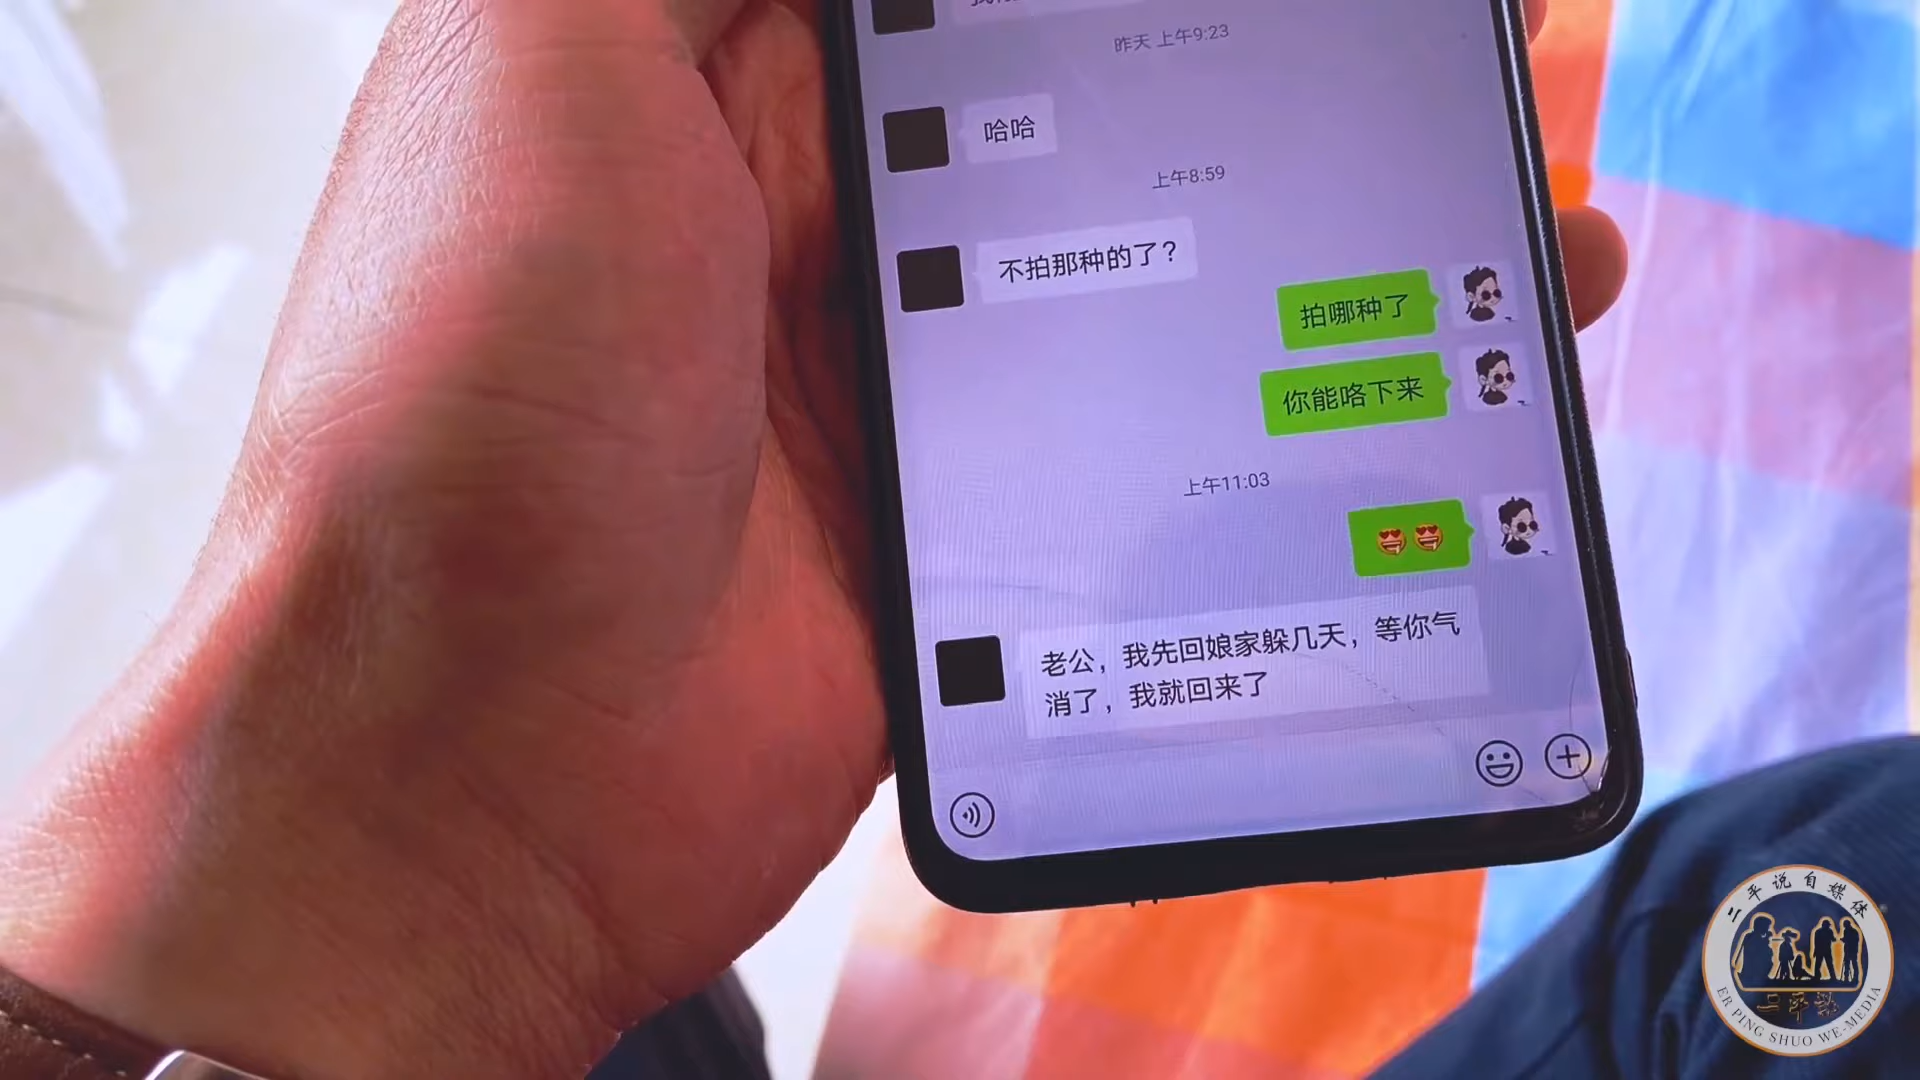 昨天 上午9:23
哈哈
上午8:59
不拍那种的了？
拍哪种了
你能咯下来
上午11:03
老公，我先回娘家躲几天，等你气
消了，我就回来了
二平说自媒体
二平说
ER PING SHUO WE-MEDIA